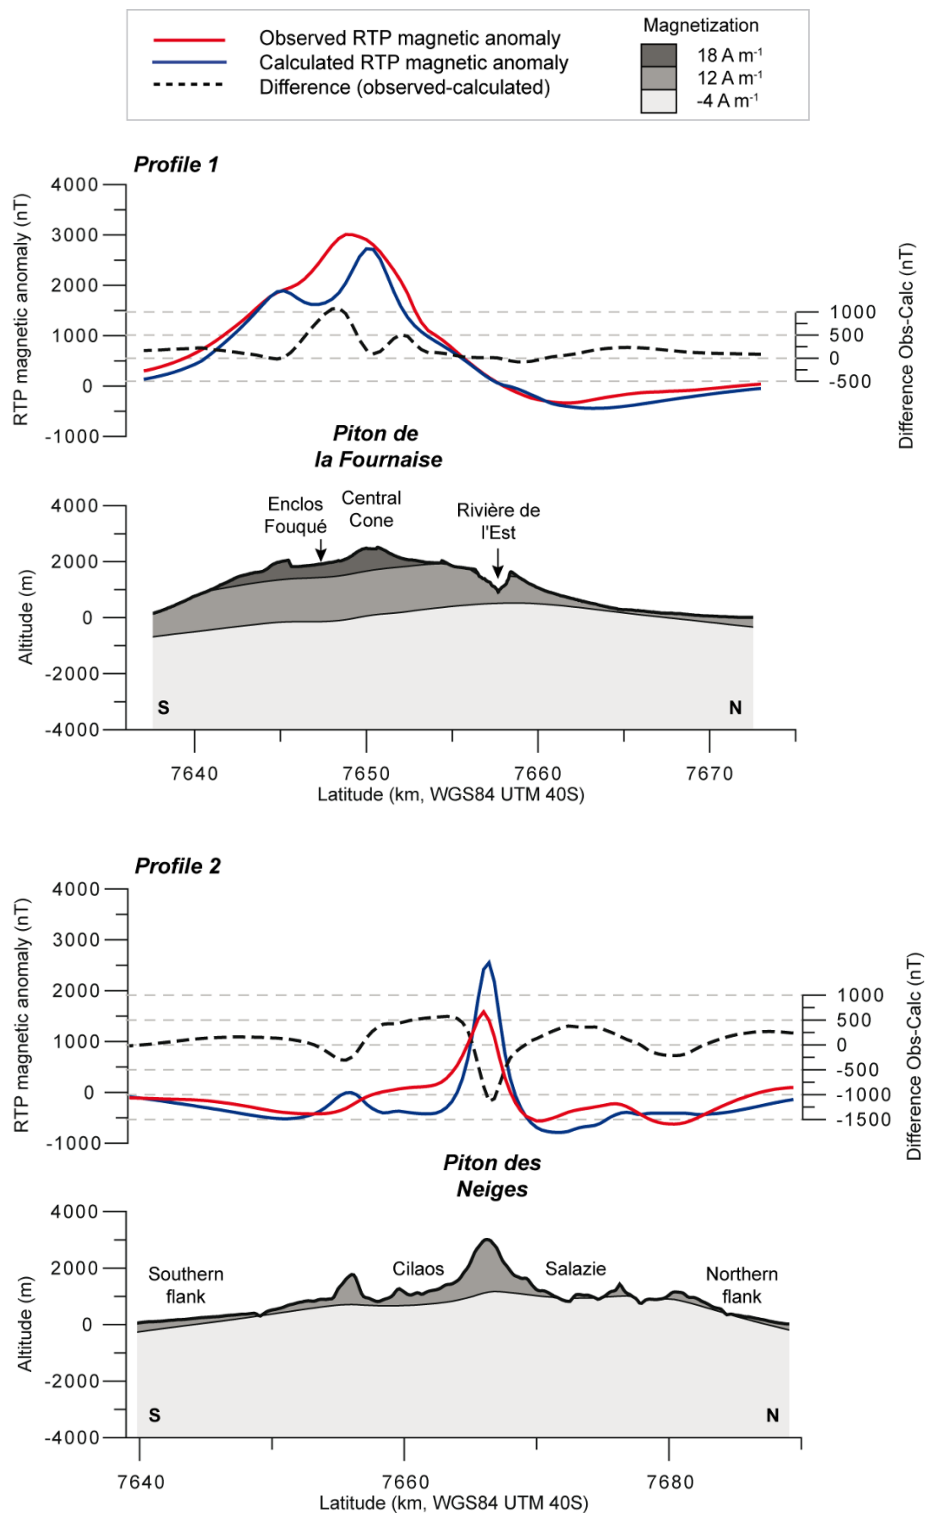 Observed RTP magnetic anomaly
Calculated RTP magnetic anomaly
Difference (observed-calculated)
Magnetization
18 A m-1
12 A m-1
-4 A m-1
Profile 1
RTP magnetic anomaly (nT)
4000
3000
2000
1000
0
-1000
1000
500
0
-500
Difference Obs-Calc (nT)
Piton de
la Fournaise
Altitude (m)
4000
2000
0
-2000
-4000
Enclos
Fouqué
Central
Cone
Rivière de
l'Est
S
N
7640
7650
7660
7670
Latitude (km, WGS84 UTM 40S)
Profile 2
RTP magnetic anomaly (nT)
4000
3000
2000
1000
0
-1000
1000
500
0
-500
-1000
-1500
Difference Obs-Calc (nT)
Piton des
Neiges
Altitude (m)
4000
2000
0
-2000
-4000
Southern
flank
Cilaos
Salazie
Northern
flank
S
N
7640
7660
7680
Latitude (km, WGS84 UTM 40S)